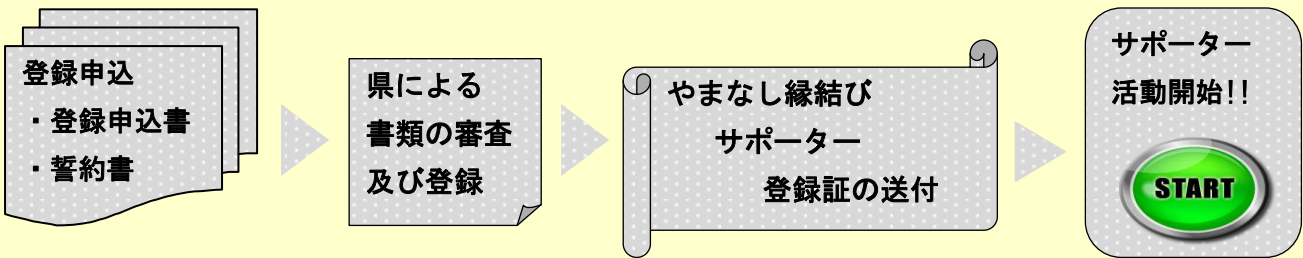 登録申込
・登録申込書
・誓約書
県による
書類の審査
及び登録
やまなし縁結び
サポーター
登録証の送付
サポーター
活動開始!!
START